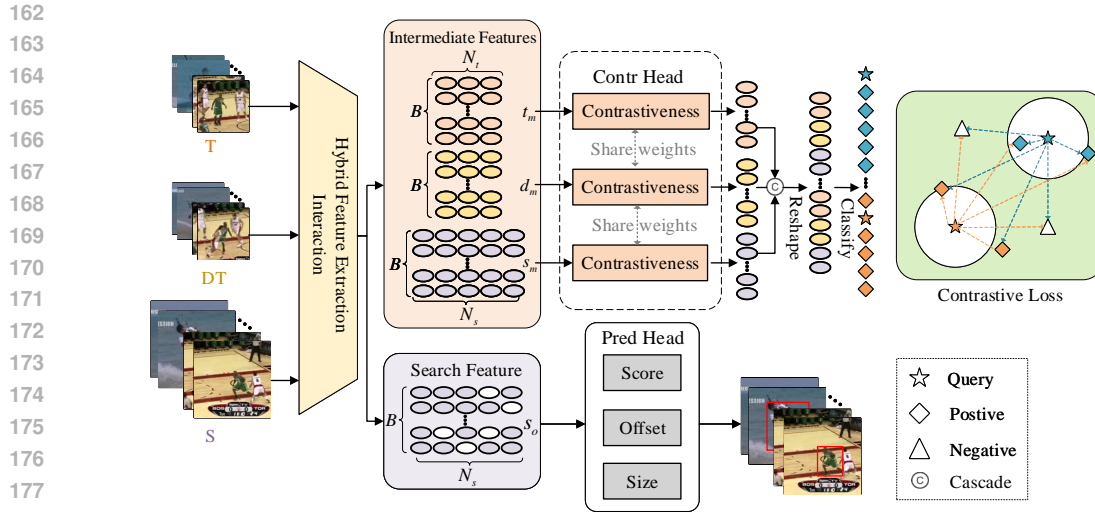 162
163
164
165
166
167
168
169
170
171
172
173
174
175
176
177
T
DT
S
Hybrid Feature Extraction
Interaction
Intermediate Features
N_t
B
B
B
N_s
t_m
d_m
s_m
Contr Head
Contrastiveness
Share weights
Contrastiveness
Share weights
Contrastiveness
C
Reshape
Classify
Contrastive Loss
Search Feature
B
N_s
s_o
Pred Head
Score
Offset
Size
Query
Postive
Negative
C Cascade